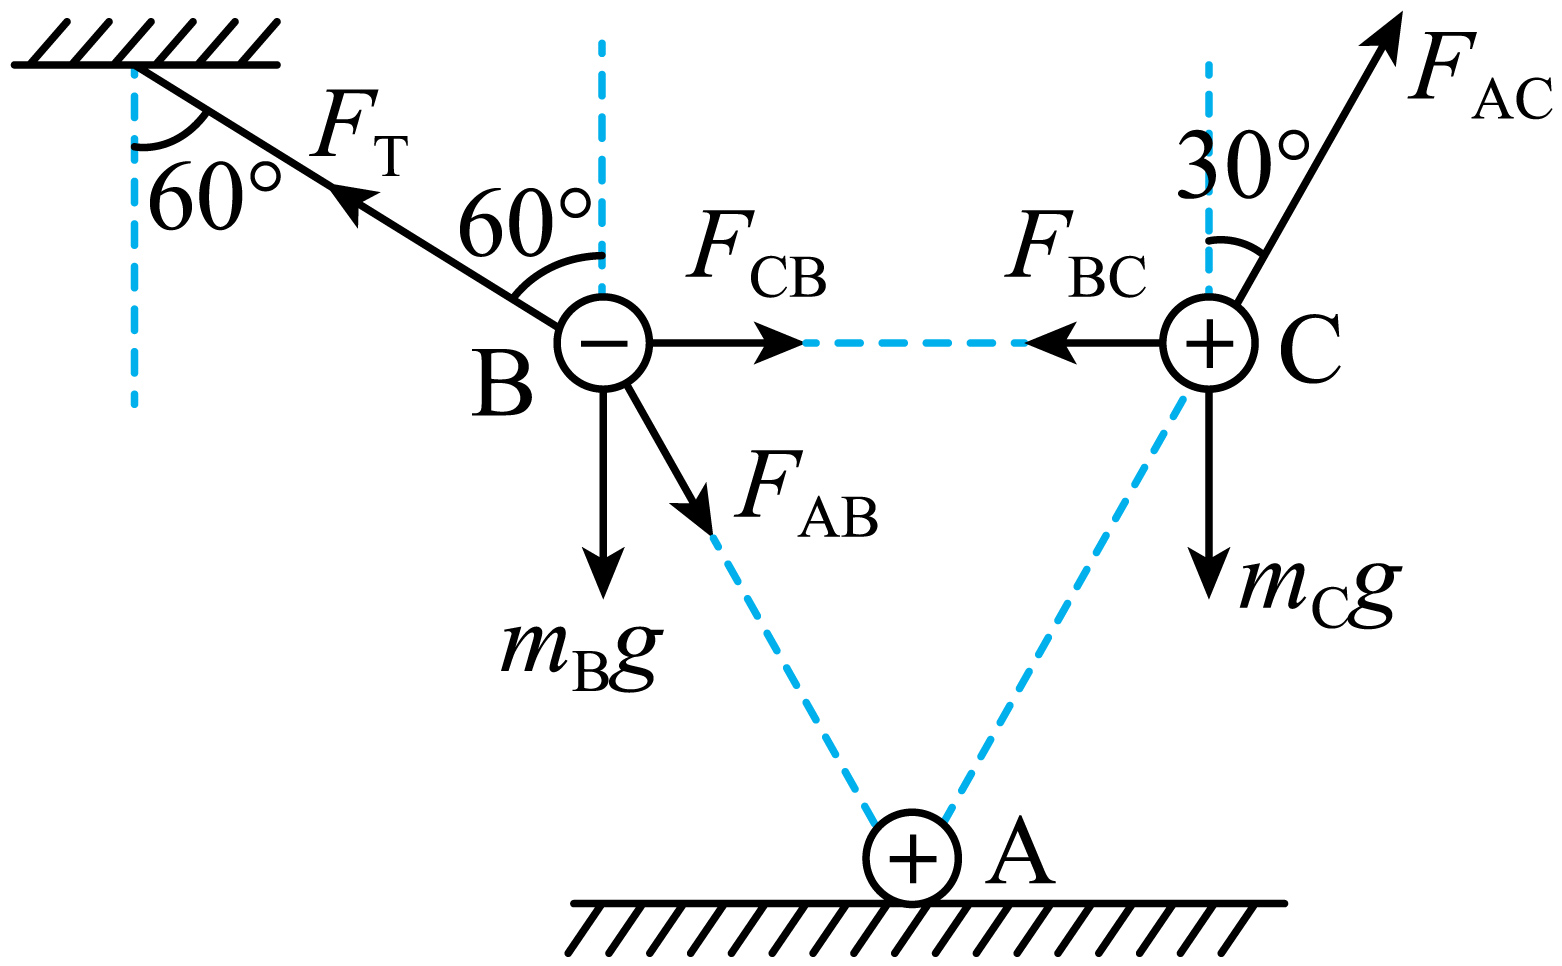 F_T
60°
60°
F_CB
F_BC
30°
F_AC
B
−
+
C
F_AB
m_Bg
m_Cg
+
A